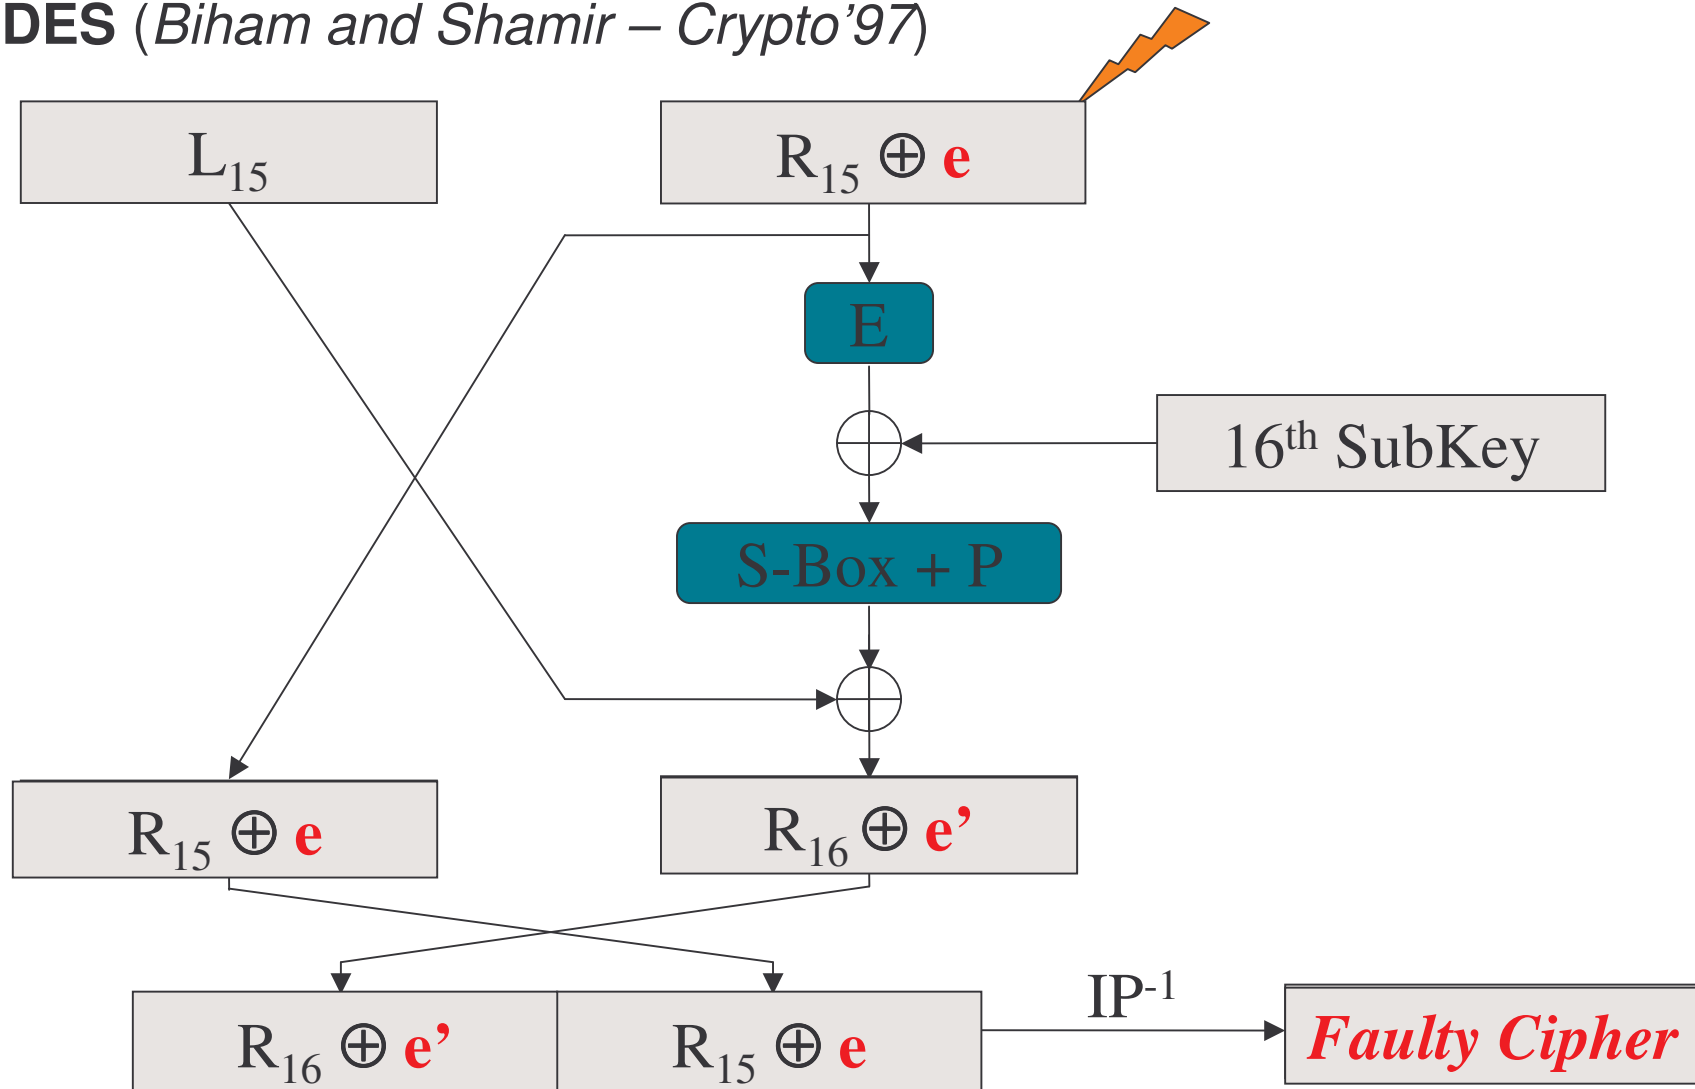 DES (Biham and Shamir – Crypto’97)
L15
R15 ⊕ e
E
16th SubKey
S-Box + P
R15 ⊕ e
R16 ⊕ e’
IP-1
R16 ⊕ e’
R15 ⊕ e
Faulty Cipher